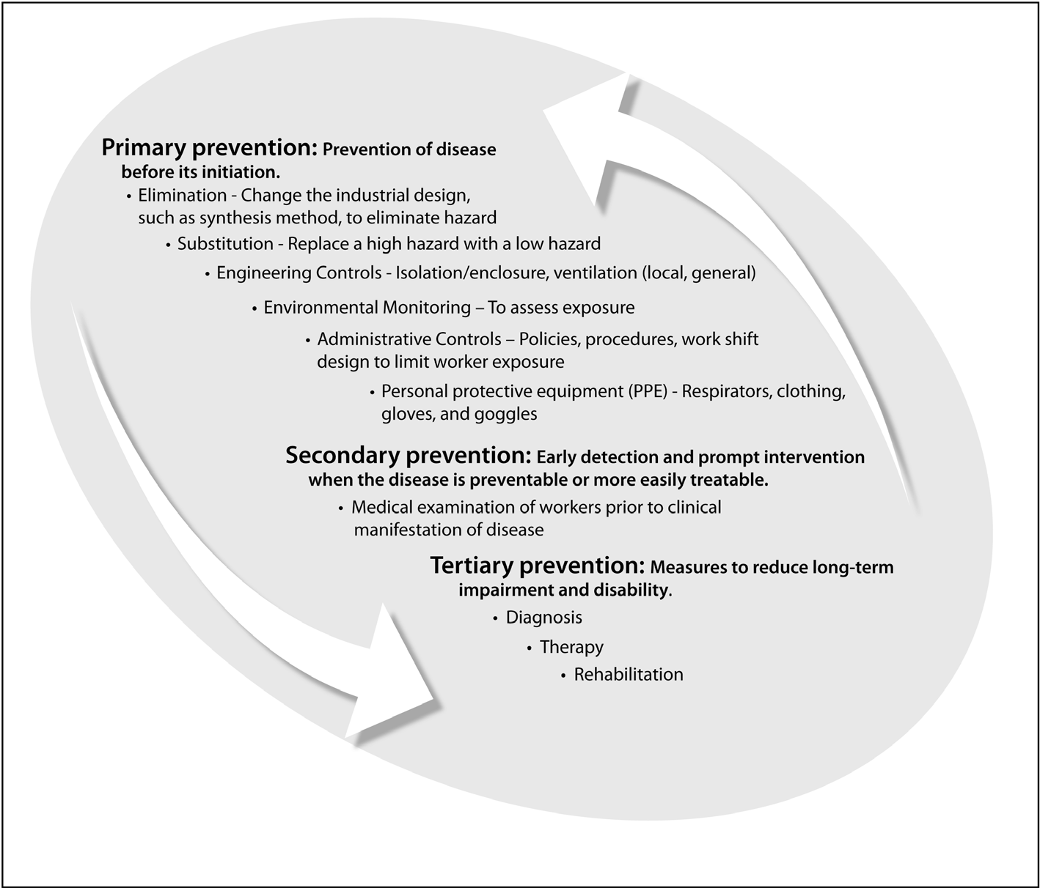 Primary prevention: Prevention of disease
before its initiation.
• Elimination - Change the industrial design,
such as synthesis method, to eliminate hazard
• Substitution - Replace a high hazard with a low hazard
• Engineering Controls - Isolation/enclosure, ventilation (local, general)
• Environmental Monitoring – To assess exposure
• Administrative Controls – Policies, procedures, work shift
design to limit worker exposure
• Personal protective equipment (PPE) - Respirators, clothing,
gloves, and goggles
Secondary prevention: Early detection and prompt intervention
when the disease is preventable or more easily treatable.
• Medical examination of workers prior to clinical
manifestation of disease
Tertiary prevention: Measures to reduce long-term
impairment and disability.
• Diagnosis
• Therapy
• Rehabilitation